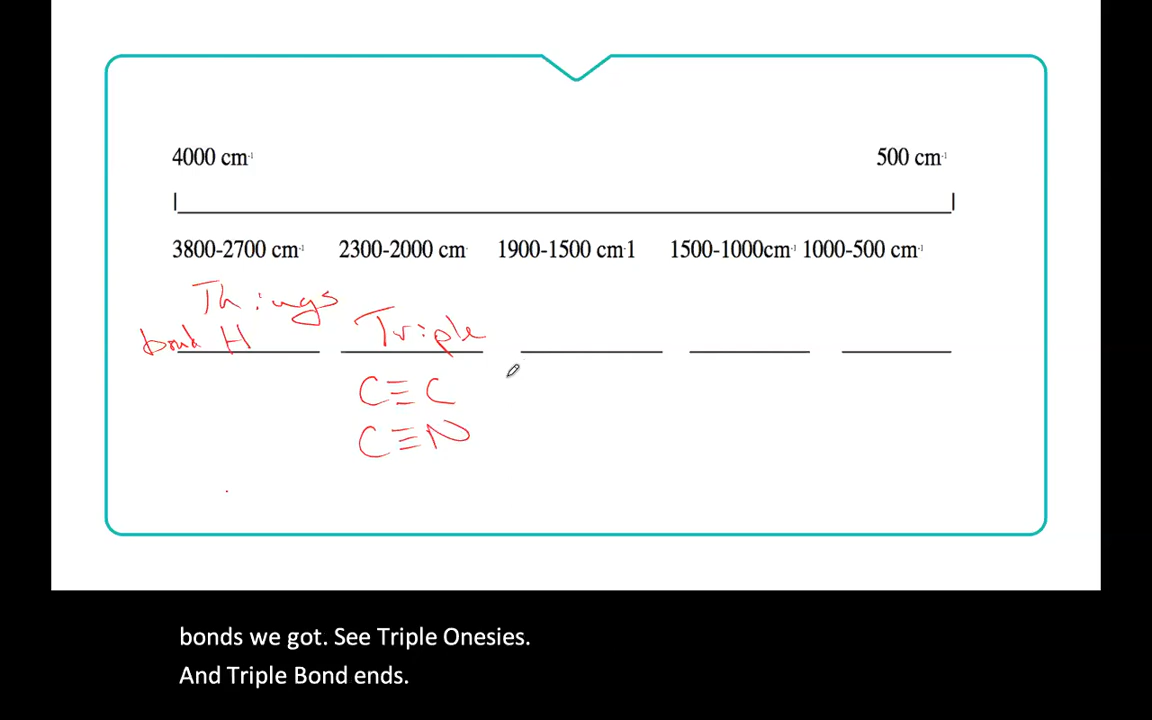 4000 cm-1 500 cm-1
3800-2700 cm-1 2300-2000 cm- 1900-1500 cm-1 1500-1000cm-1 1000-500 cm-1
Things
bond H Triple
C≡C
C≡N
bonds we got. See Triple Onesies.
And Triple Bond ends.